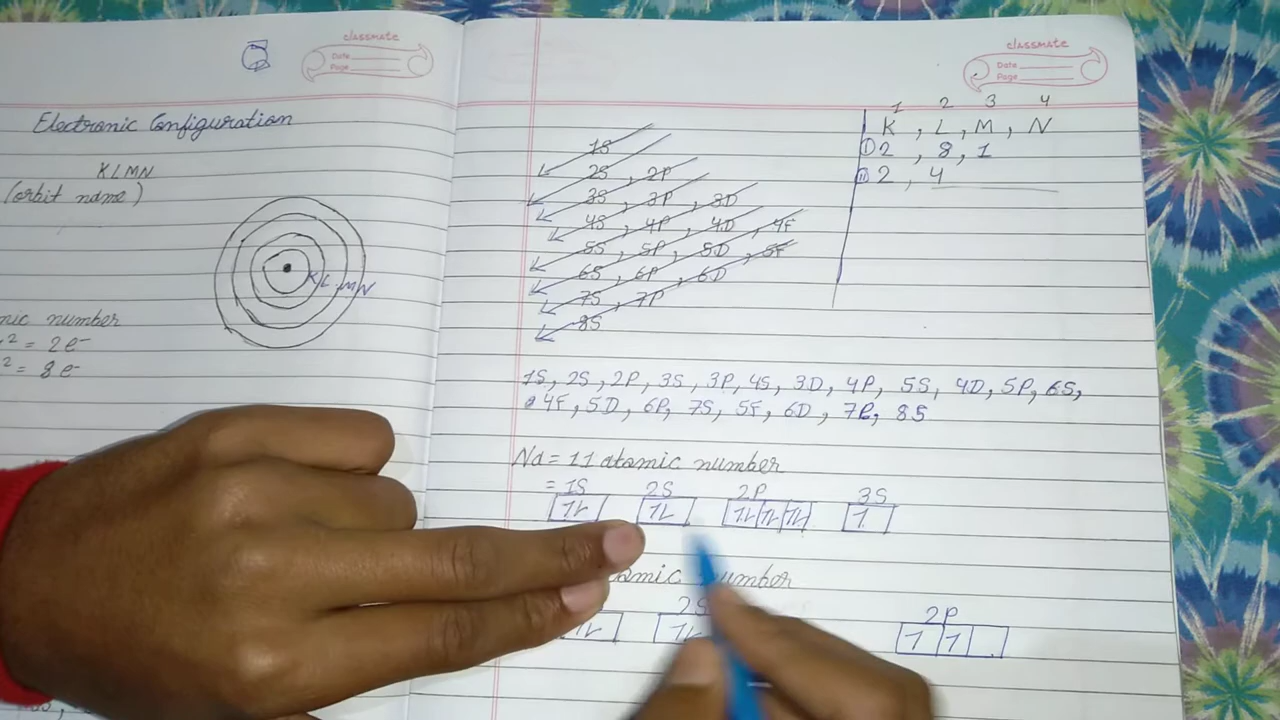 classmate
Date
Page
Electronic Configuration
KLMN
(orbit name)
K L M N
mic number
2 = 2e-
2 = 8e-
classmate
Date
Page
1 2 3 4
K , L , M , N
① 2 , 8 , 1
② 2 , 4
1S
2S , 2P
3S , 3P , 3D
4S , 4P , 4D , 4F
5S , 5P , 5D , 5F
6S , 6P , 6D
7S , 7P
8S
1S, 2S, 2P, 3S, 3P, 4S, 3D, 4P, 5S, 4D, 5P, 6S,
4F, 5D, 6P, 7S, 5F, 6D, 7P, 8S
Na = 11 atomic number
= 1S 2S 2P 3S
1L 1L 1L 1L 1L 1
atomic number
2S 2P
1L 1L 1 1